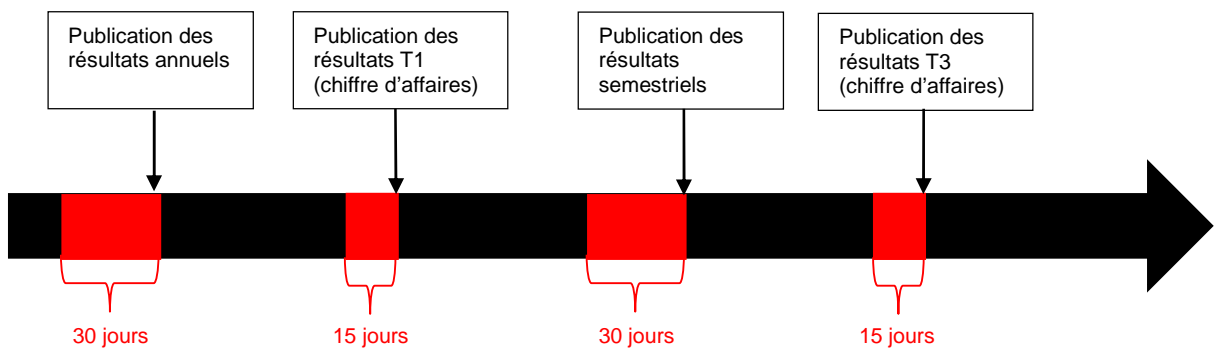 Publication des
résultats annuels
Publication des
résultats T1
(chiffre d’affaires)
Publication des
résultats
semestriels
Publication des
résultats T3
(chiffre d’affaires)
30 jours
15 jours
30 jours
15 jours